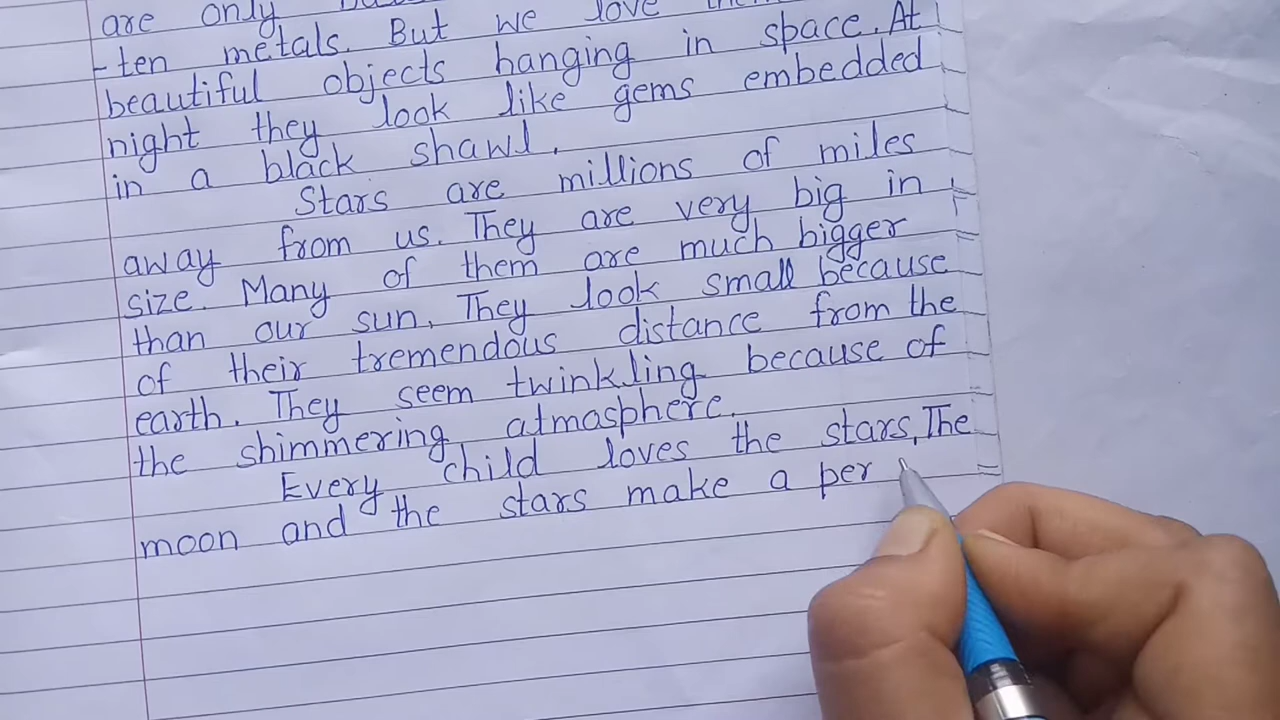 are only
-ten metals. But we love
beautiful objects hanging in space. At
night they look like gems embedded
in a black shawl.
Stars are millions of miles
away from us. They are very big in
size. Many of them are much bigger
than our sun. They look small because
of their tremendous distance from the
earth. They seem twinkling because of
the shimmering atmasphere.
Every child loves the stars. The
moon and the stars make a per